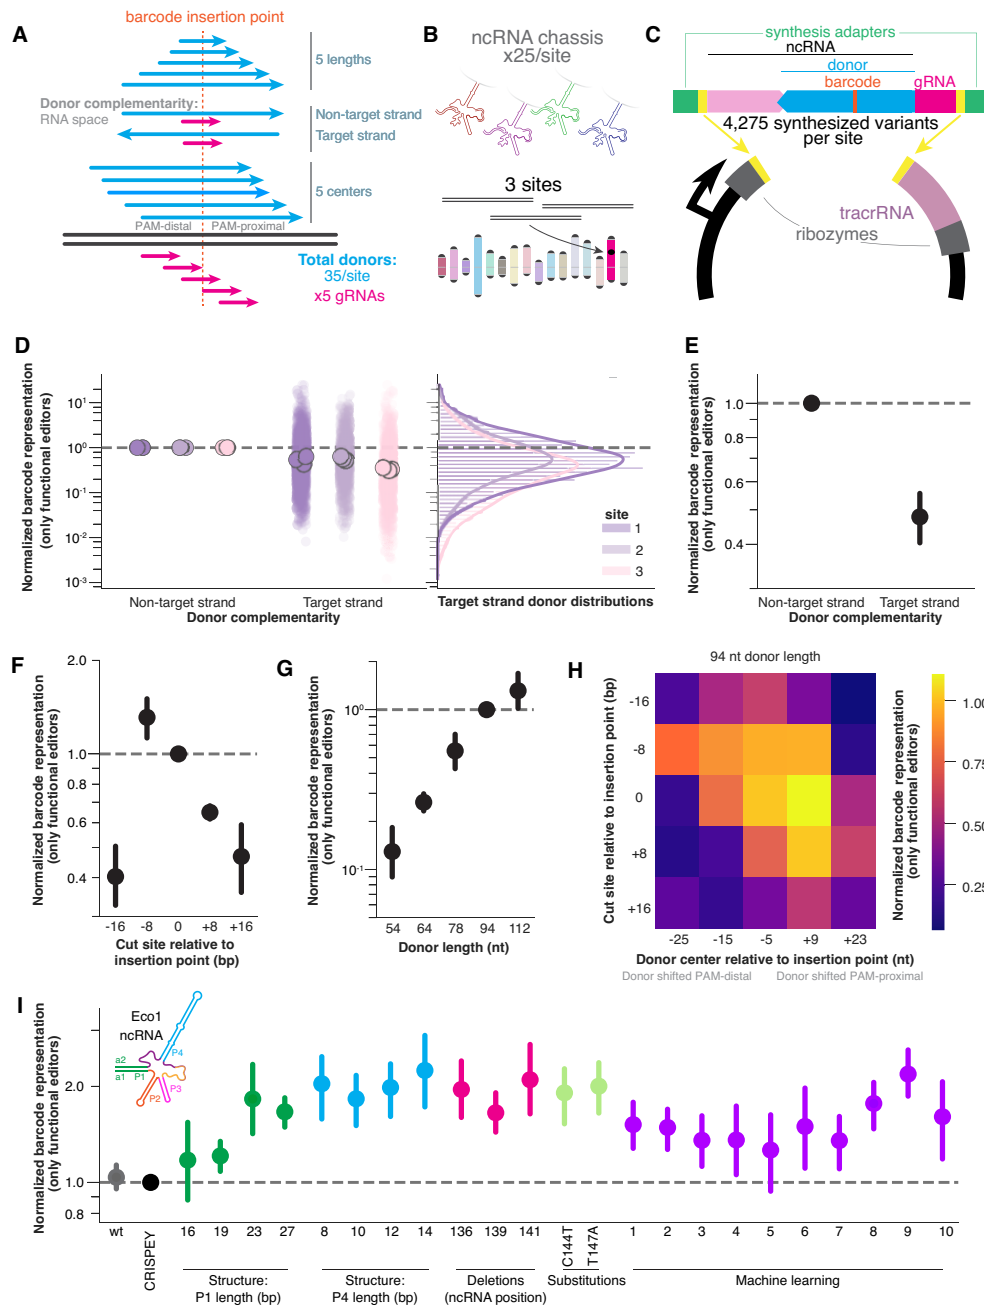 A
barcode insertion point
5 lengths
Donor complementarity:
RNA space
Non-target strand
Target strand
5 centers
PAM-distal
PAM-proximal
Total donors:
35/site
x5 gRNAs
B
ncRNA chassis
x25/site
3 sites
C
synthesis adapters
ncRNA
donor
barcode
gRNA
4,275 synthesized variants
per site
tracrRNA
ribozymes
D
Normalized barcode representation
(only functional editors)
10¹
10⁰
10⁻¹
10⁻²
10⁻³
Non-target strand
Target strand
Donor complementarity
site
1
2
3
Target strand donor distributions
E
Normalized barcode representation
(only functional editors)
1.0
0.8
0.6
0.4
Non-target strand
Target strand
Donor complementarity
F
Normalized barcode representation
(only functional editors)
2.0
1.0
0.8
0.6
0.4
-16
-8
0
+8
+16
Cut site relative to
insertion point (bp)
G
Normalized barcode representation
(only functional editors)
10⁰
10⁻¹
54
64
78
94
112
Donor length (nt)
H
94 nt donor length
Cut site relative to insertion point (bp)
-16
-8
0
+8
+16
-25
-15
-5
+9
+23
Donor center relative to insertion point (nt)
Donor shifted PAM-distal
Donor shifted PAM-proximal
Normalized barcode representation
(only functional editors)
1.00
0.75
0.50
0.25
I
Normalized barcode representation
(only functional editors)
Eco1
ncRNA
a2
a1
P1
P2
P3
P4
2.0
1.0
0.8
wt
CRISPEY
16
19
23
27
Structure:
P1 length (bp)
8
10
12
14
Structure:
P4 length (bp)
136
139
141
Deletions
(ncRNA position)
C144T
T147A
Substitutions
1
2
3
4
5
6
7
8
9
10
Machine learning